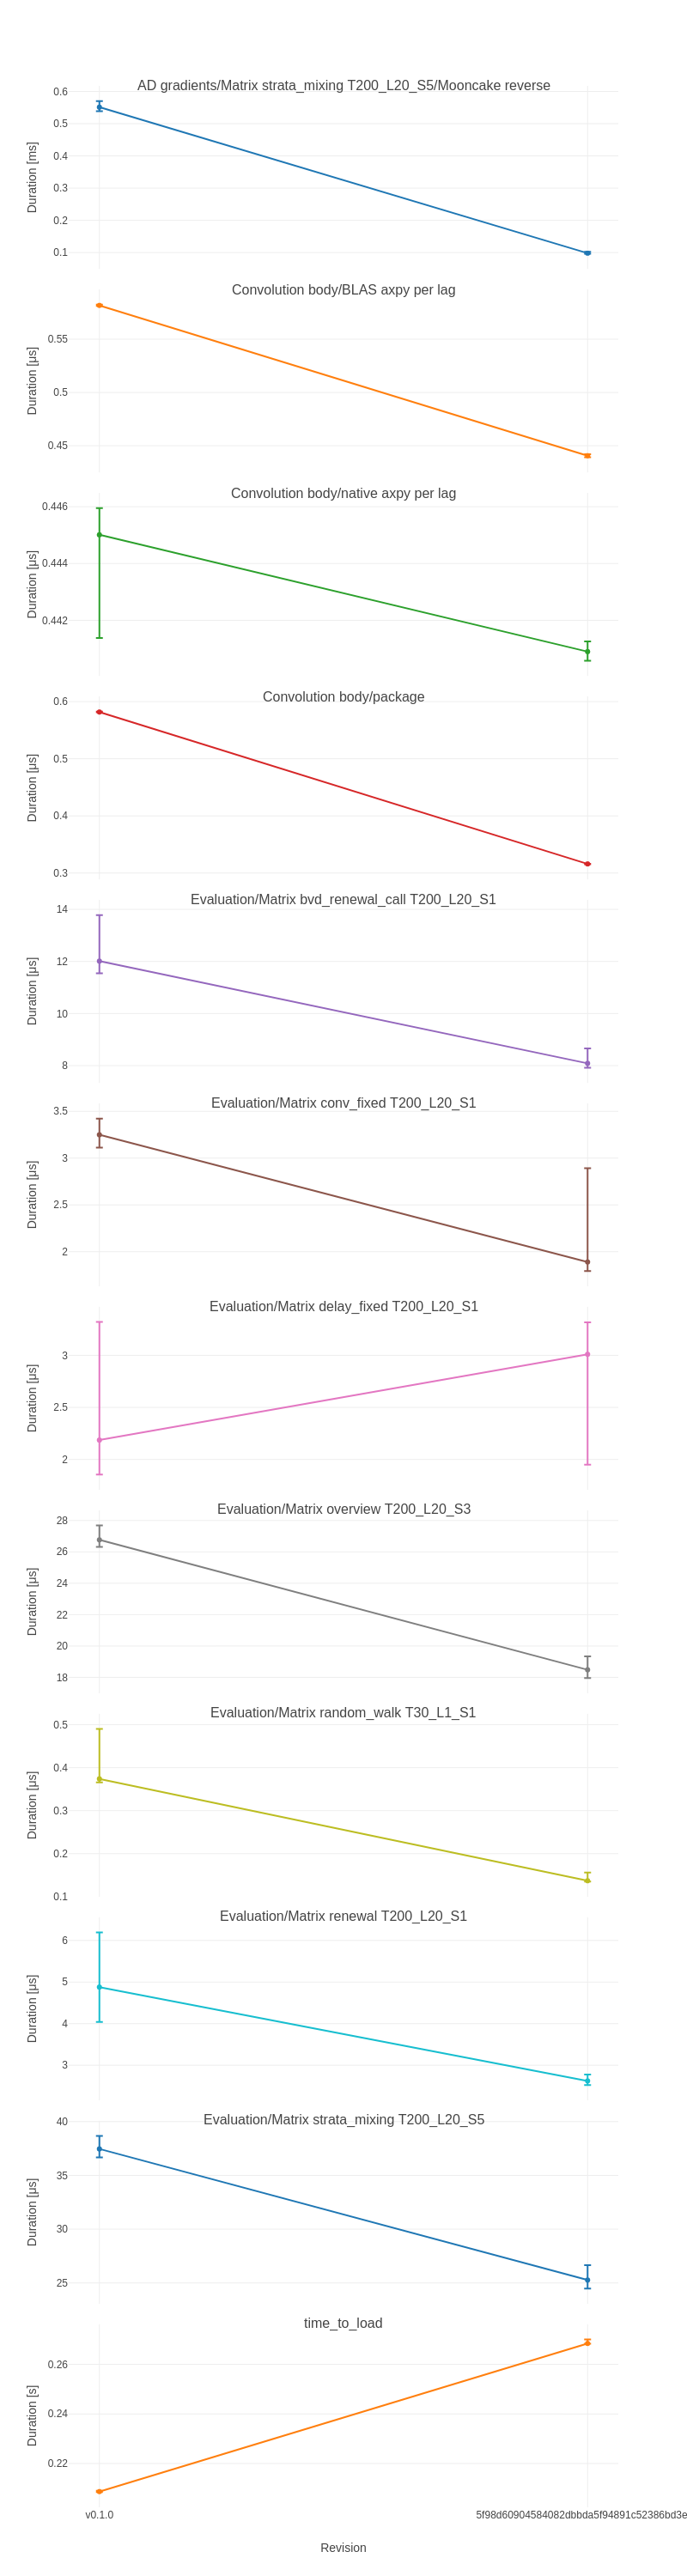 AD gradients/Matrix strata_mixing T200_L20_S5/Mooncake reverse
0.6
0.5
0.4
0.3
0.2
0.1
Duration [ms]
Convolution body/BLAS axpy per lag
0.55
0.5
0.45
Duration [μs]
Convolution body/native axpy per lag
0.446
0.444
0.442
Duration [μs]
Convolution body/package
0.6
0.5
0.4
0.3
Duration [μs]
Evaluation/Matrix bvd_renewal_call T200_L20_S1
14
12
10
8
Duration [μs]
Evaluation/Matrix conv_fixed T200_L20_S1
3.5
3
2.5
2
Duration [μs]
Evaluation/Matrix delay_fixed T200_L20_S1
3
2.5
2
Duration [μs]
Evaluation/Matrix overview T200_L20_S3
28
26
24
22
20
18
Duration [μs]
Evaluation/Matrix random_walk T30_L1_S1
0.5
0.4
0.3
0.2
0.1
Duration [μs]
Evaluation/Matrix renewal T200_L20_S1
6
5
4
3
Duration [μs]
Evaluation/Matrix strata_mixing T200_L20_S5
40
35
30
25
Duration [μs]
time_to_load
0.26
0.24
0.22
Duration [s]
v0.1.0
5f98d60904584082dbbda5f94891c52386bd3e
Revision